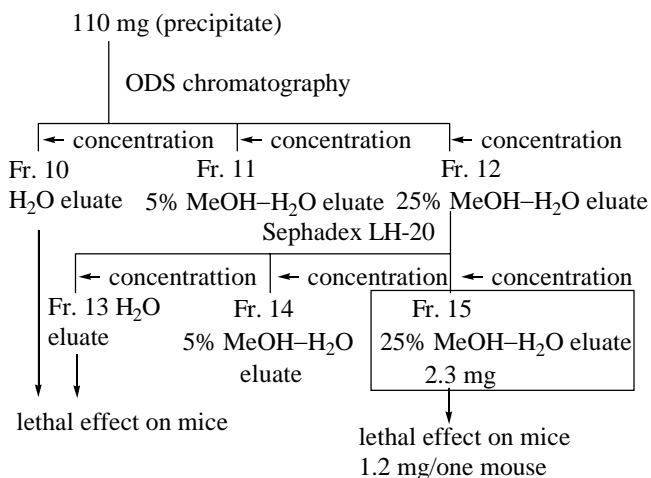 110 mg (precipitate)
ODS chromatography
concentration
concentration
concentration
Fr. 10
H₂O eluate
Fr. 11
5% MeOH–H₂O eluate
Fr. 12
25% MeOH–H₂O eluate
Sephadex LH-20
concentrattion
concentration
concentration
Fr. 13 H₂O
eluate
Fr. 14
5% MeOH–H₂O
eluate
Fr. 15
25% MeOH–H₂O eluate
2.3 mg
lethal effect on mice
lethal effect on mice
1.2 mg/one mouse